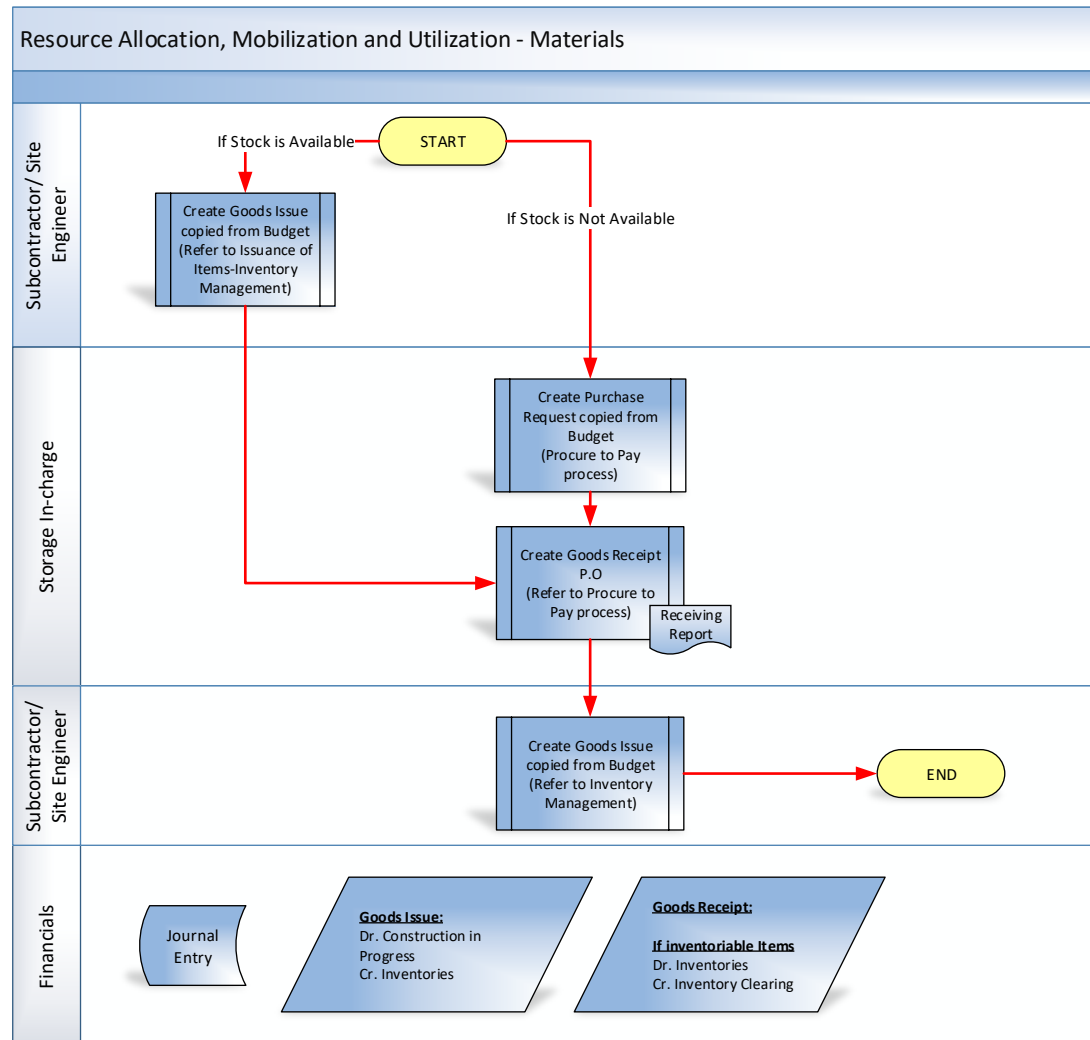 Resource Allocation, Mobilization and Utilization - Materials
Subcontractor/ Site
Engineer
If Stock is Available
START
If Stock is Not Available
Create Goods Issue
copied from Budget
(Refer to Issuance of
Items-Inventory
Management)
Storage In-charge
Create Purchase
Request copied from
Budget
(Procure to Pay
process)
Create Goods Receipt
P.O
(Refer to Procure to
Pay process)
Receiving
Report
Subcontractor/
Site Engineer
Create Goods Issue
copied from Budget
(Refer to Inventory
Management)
END
Financials
Journal
Entry
Goods Issue:
Dr. Construction in
Progress
Cr. Inventories
Goods Receipt:
If inventoriable Items
Dr. Inventories
Cr. Inventory Clearing